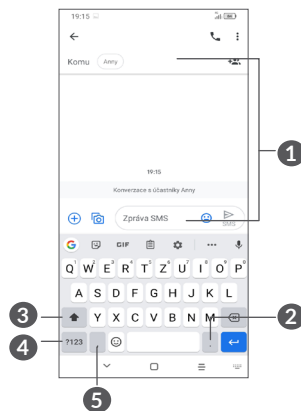 19:15
Komu Anny
19:15
Konverzace s účastníky Anny
Zpráva SMS
SMS
G GIF
Q W E R T Z U I O P
A S D F G H J K L
Y X C V B N M
?123 , .
1
2
3
4
5